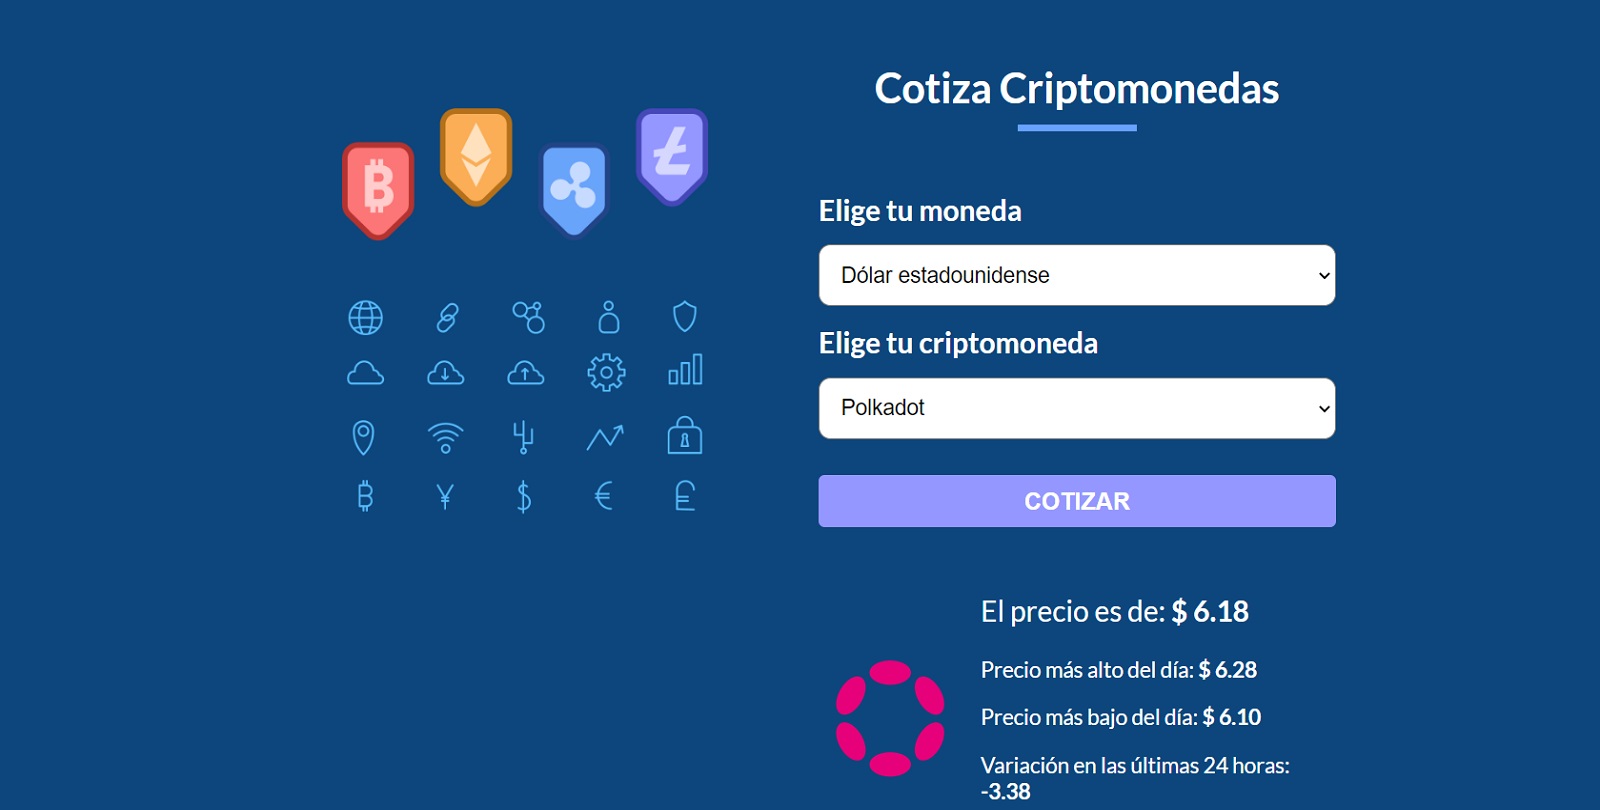 Cotiza Criptomonedas
Elige tu moneda
Dólar estadounidense
Elige tu criptomoneda
Polkadot
COTIZAR
El precio es de: $ 6.18
Precio más alto del día: $ 6.28
Precio más bajo del día: $ 6.10
Variación en las últimas 24 horas:
-3.38